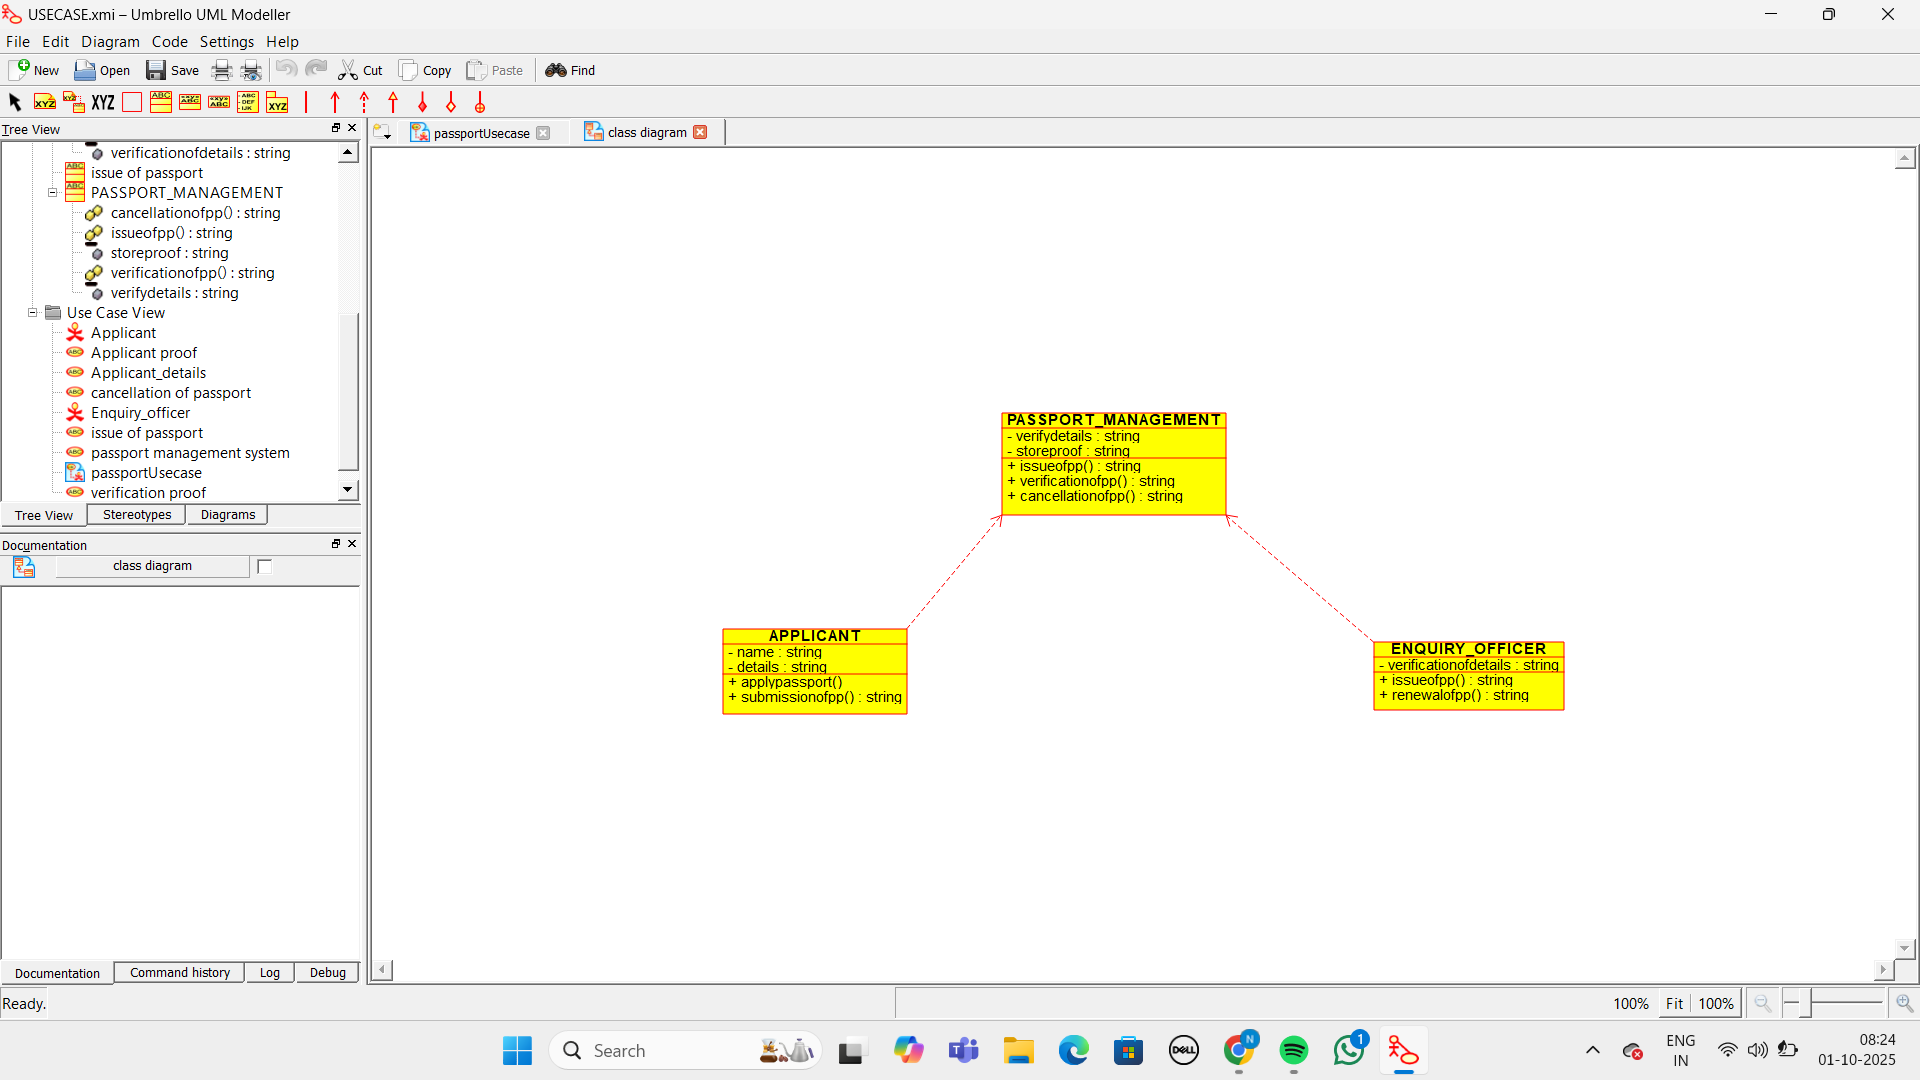 USECASE.xmi – Umbrello UML Modeller
File Edit Diagram Code Settings Help
New Open Save Cut Copy Paste Find
XYZ XYZ ABC XYZ
Tree View
verificationofdetails : string
issue of passport
PASSPORT_MANAGEMENT
cancellationofpp() : string
issueofpp() : string
storeproof : string
verificationofpp() : string
verifydetails : string
Use Case View
Applicant
Applicant proof
Applicant_details
cancellation of passport
Enquiry_officer
issue of passport
passport management system
passportUsecase
verification proof
Tree View Stereotypes Diagrams
Documentation
class diagram
Documentation Command history Log Debug
passportUsecase class diagram
PASSPORT_MANAGEMENT
- verifydetails : string
- storeproof : string
+ issueofpp() : string
+ verificationofpp() : string
+ cancellationofpp() : string
APPLICANT
- name : string
- details : string
+ applypassport()
+ submissionofpp() : string
ENQUIRY_OFFICER
- verificationofdetails : string
+ issueofpp() : string
+ renewalofpp() : string
Ready.
100% Fit 100%
Search
DELL
N
1
ENG
IN
08:24
01-10-2025